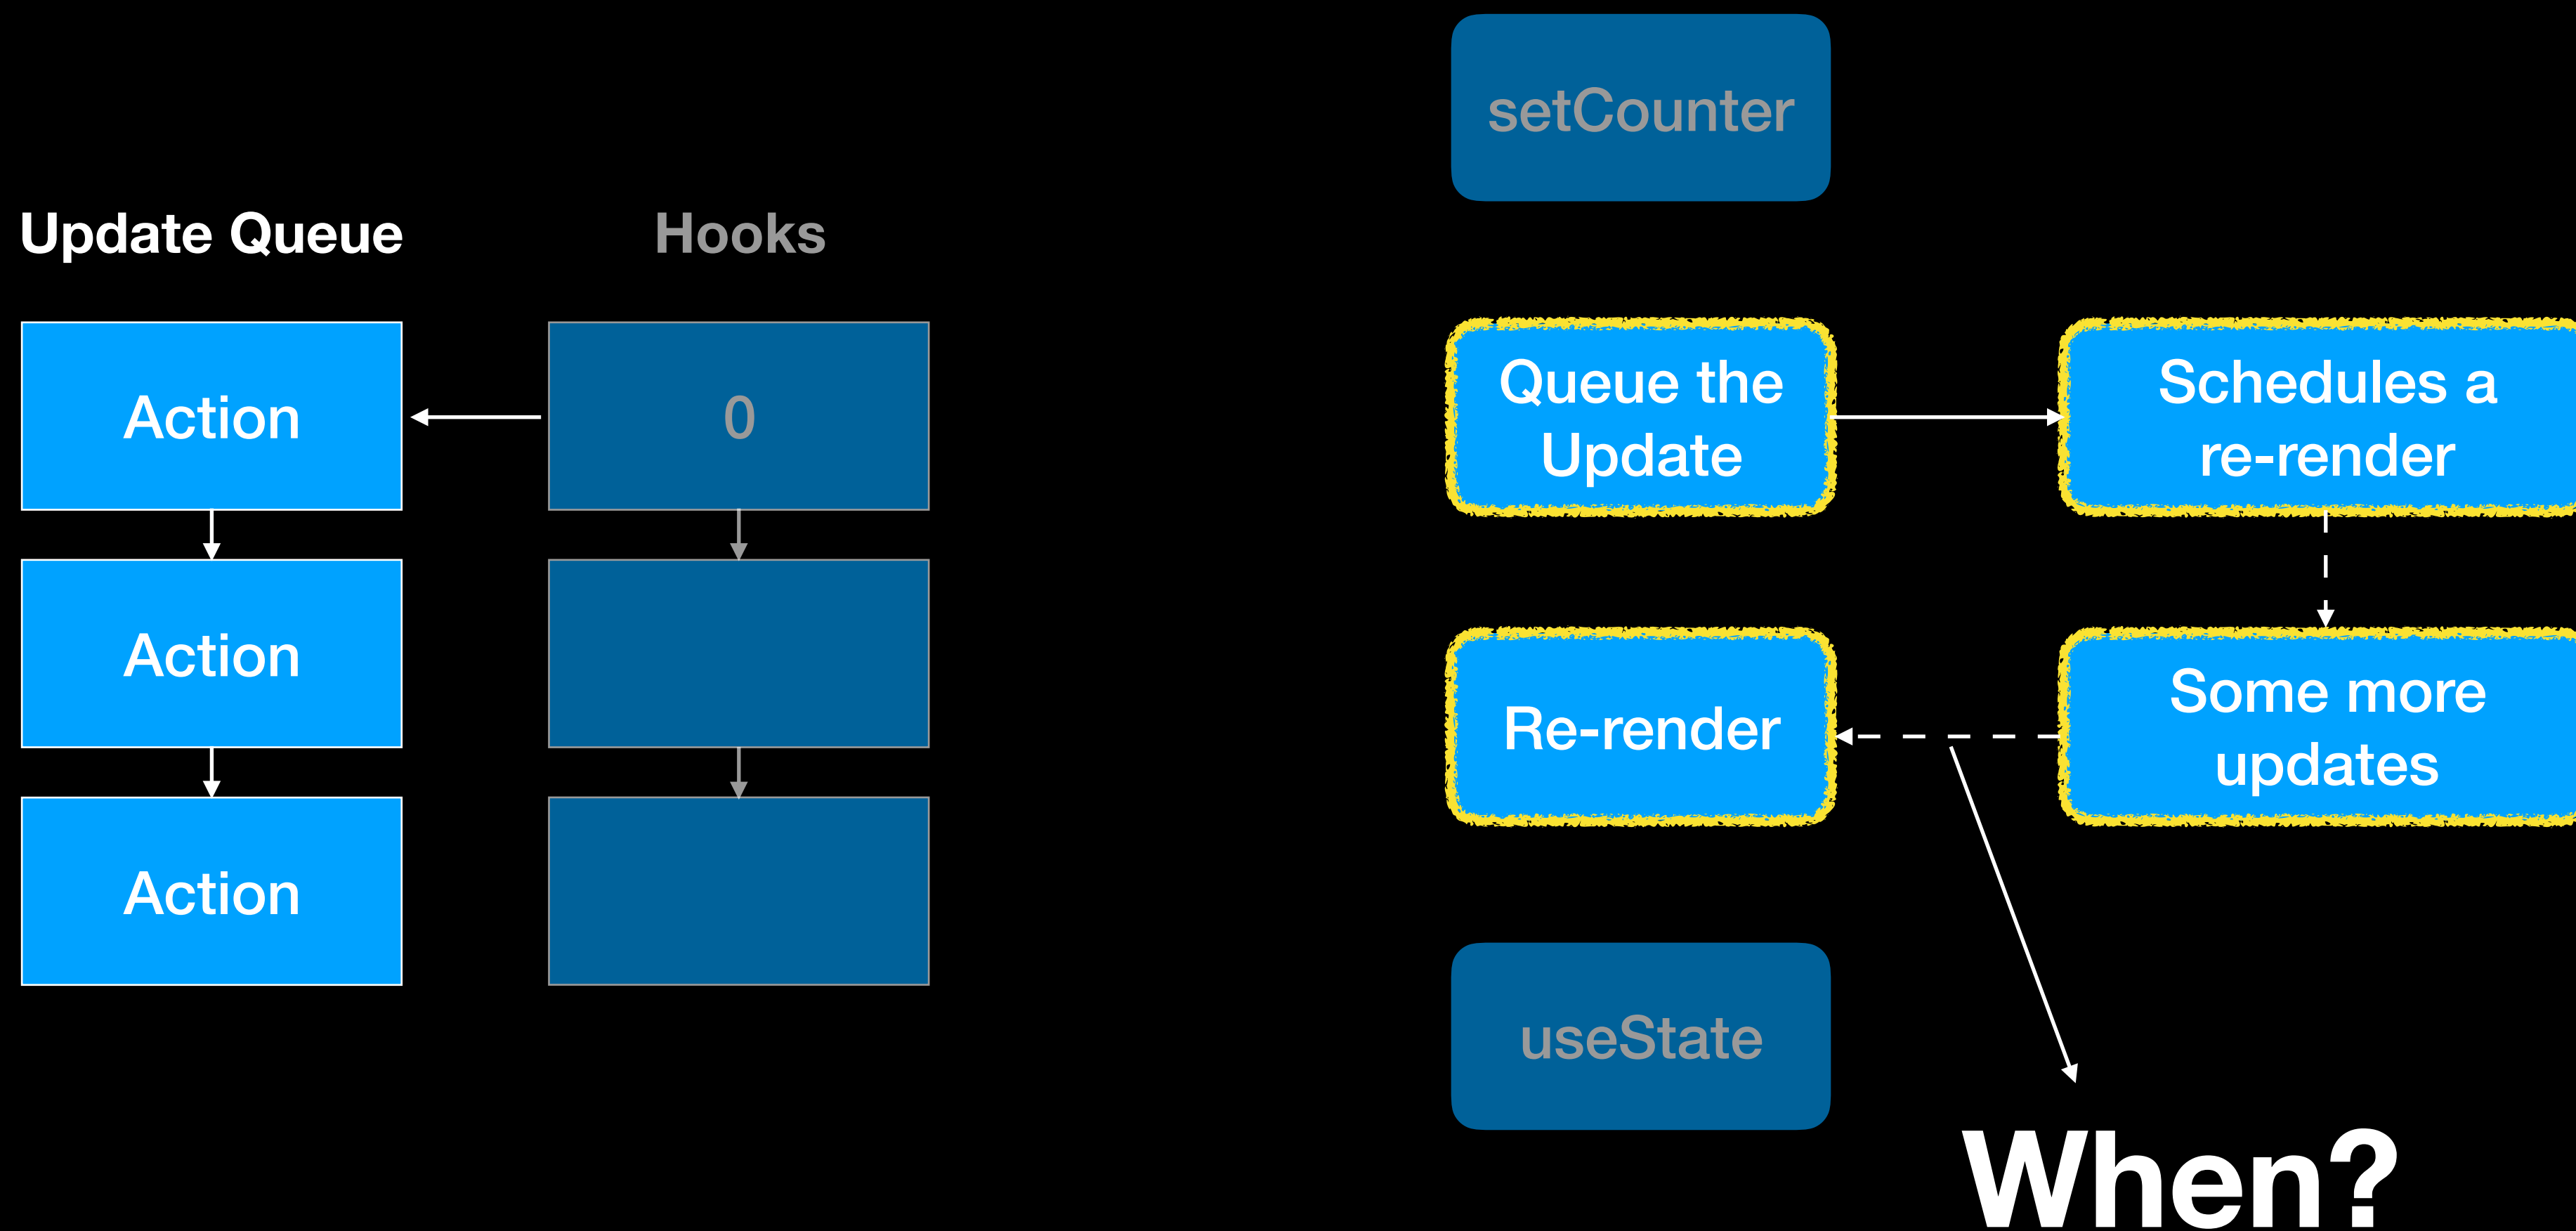 setCounter
Update Queue
Hooks
Action
0
Action
Action
Queue the
Update
Schedules a
re-render
Re-render
Some more
updates
useState
When?